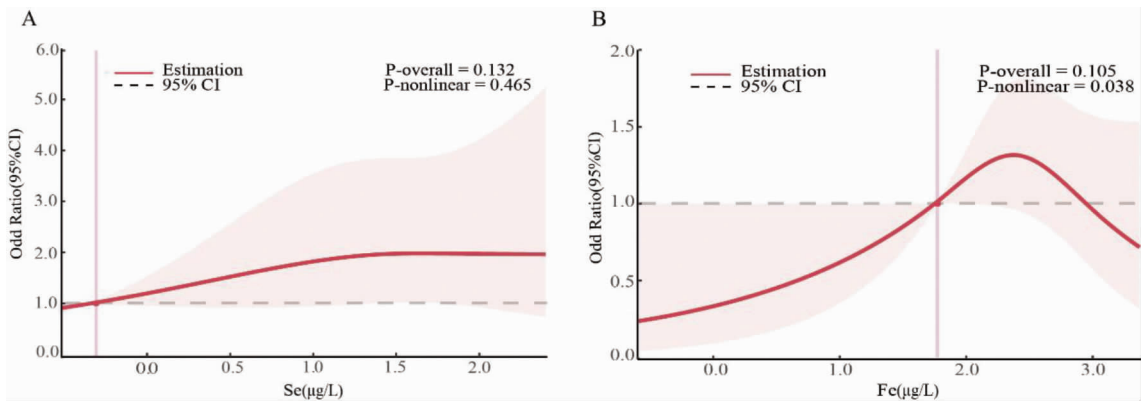 A
6.0
5.0
4.0
3.0
2.0
1.0
0.0
Odd Ratio(95%CI)
Estimation
95% CI
P-overall = 0.132
P-nonlinear = 0.465
0.0 0.5 1.0 1.5 2.0
Se(μg/L)
B
2.0
1.5
1.0
0.5
0.0
Odd Ratio(95%CI)
Estimation
95% CI
P-overall = 0.105
P-nonlinear = 0.038
0.0 1.0 2.0 3.0
Fe(μg/L)